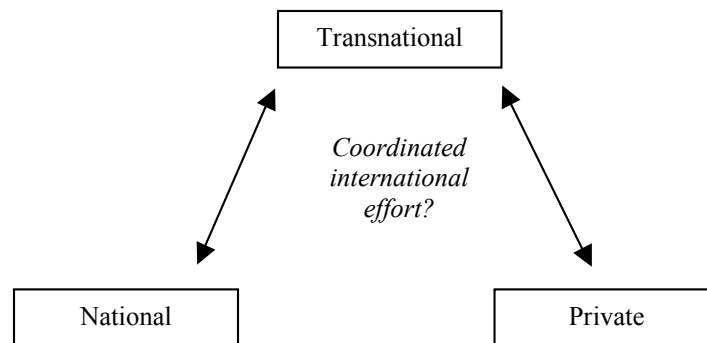 Transnational
Coordinated
international
effort?
National
Private